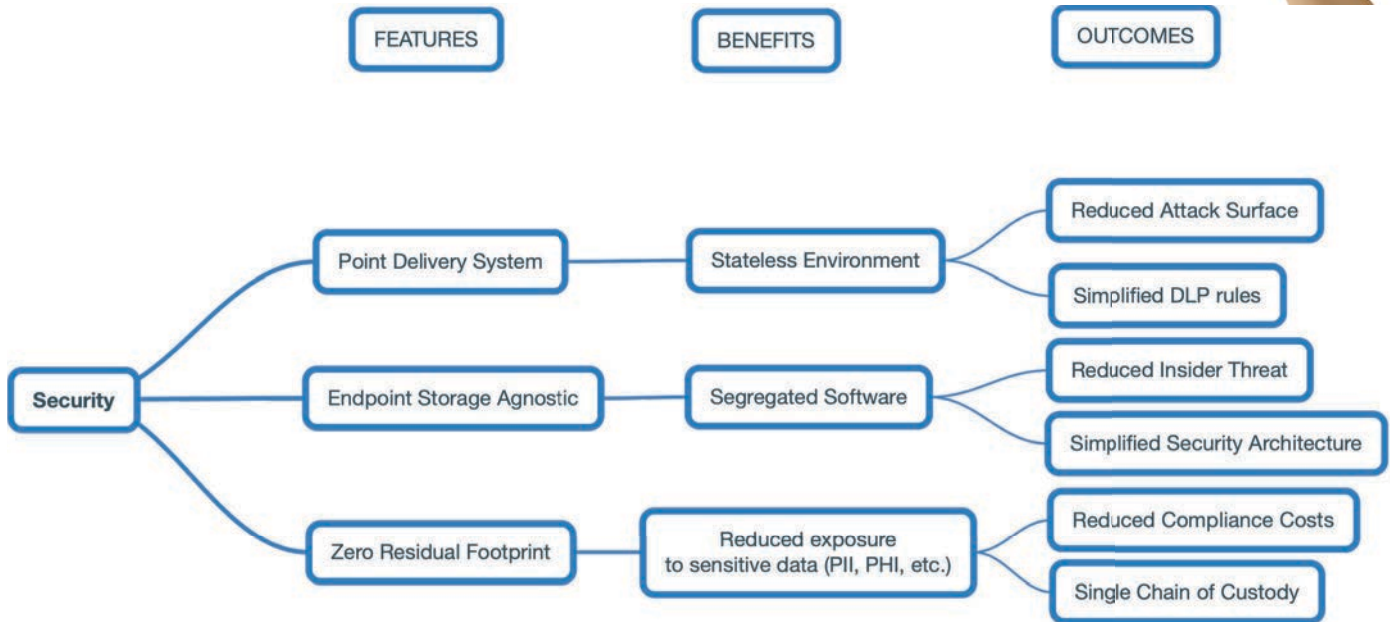 FEATURES
BENEFITS
OUTCOMES
Reduced Attack Surface
Point Delivery System
Stateless Environment
Simplified DLP rules
Reduced Insider Threat
Security
Endpoint Storage Agnostic
Segregated Software
Simplified Security Architecture
Reduced Compliance Costs
Zero Residual Footprint
Reduced exposure
to sensitive data (PII, PHI, etc.)
Single Chain of Custody